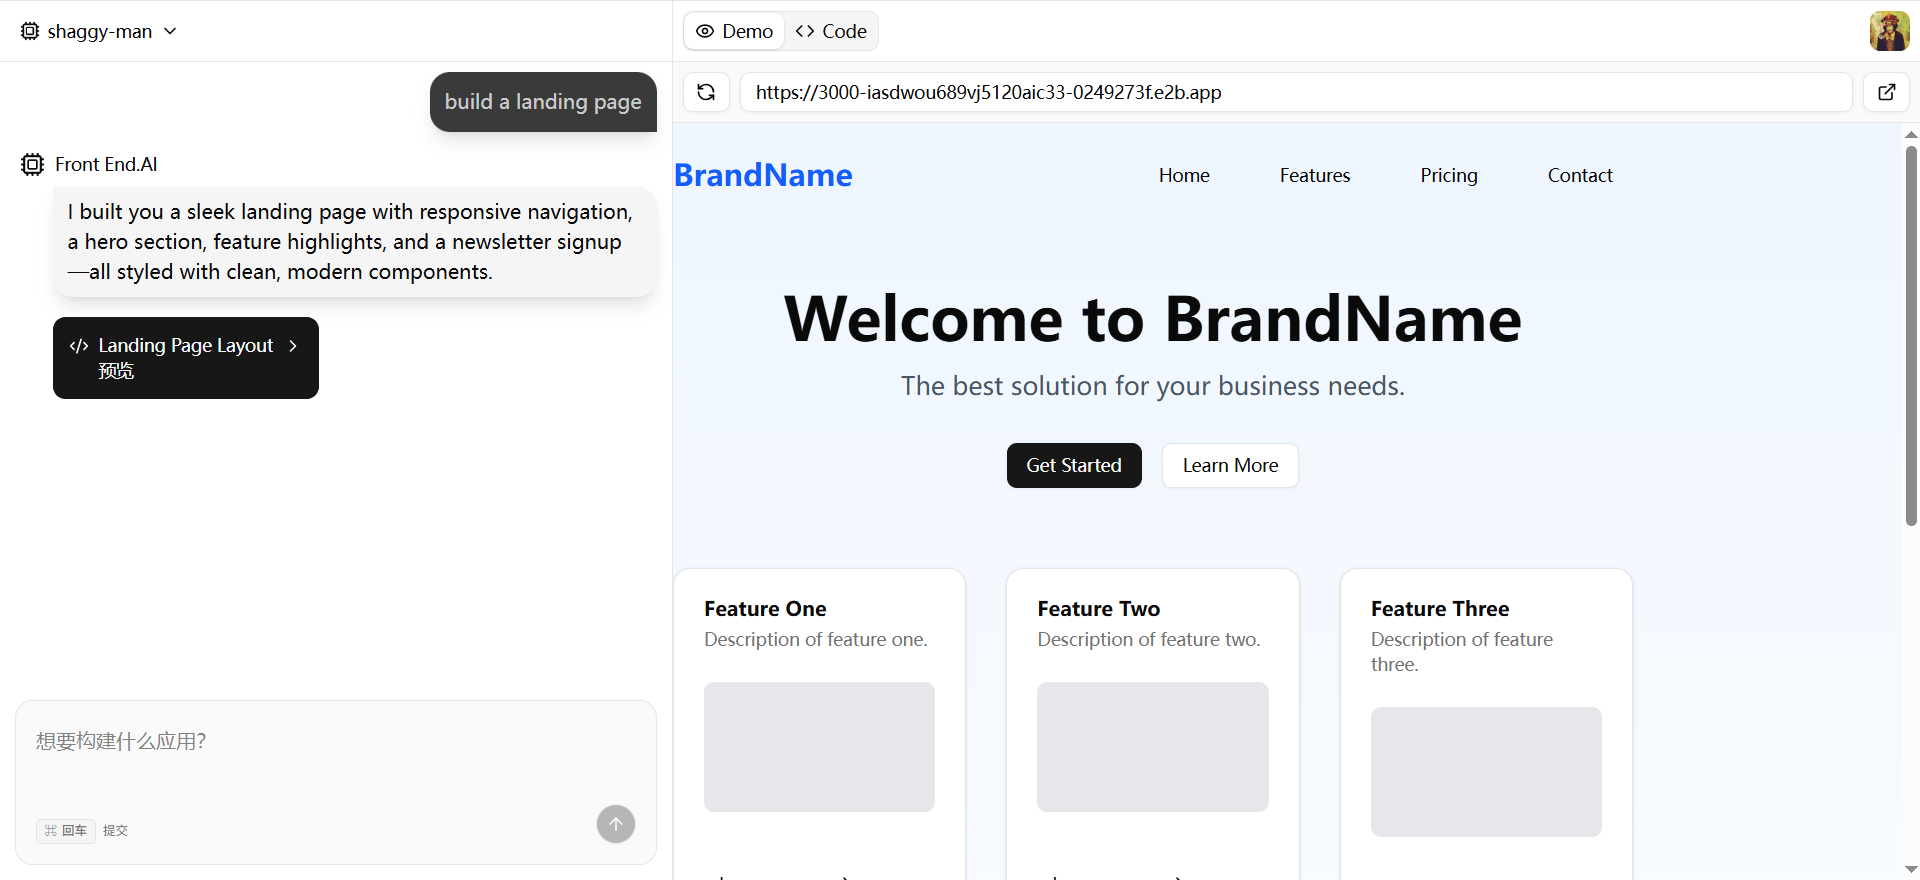 shaggy-man
Demo
Code
build a landing page
https://3000-iasdwou689vj5120aic33-0249273f.e2b.app
Front End.AI
I built you a sleek landing page with responsive navigation,
a hero section, feature highlights, and a newsletter signup
—all styled with clean, modern components.
Landing Page Layout
预览
想要构建什么应用?
⌘ 回车 提交
BrandName
Home
Features
Pricing
Contact
Welcome to BrandName
The best solution for your business needs.
Get Started
Learn More
Feature One
Description of feature one.
Feature Two
Description of feature two.
Feature Three
Description of feature
three.